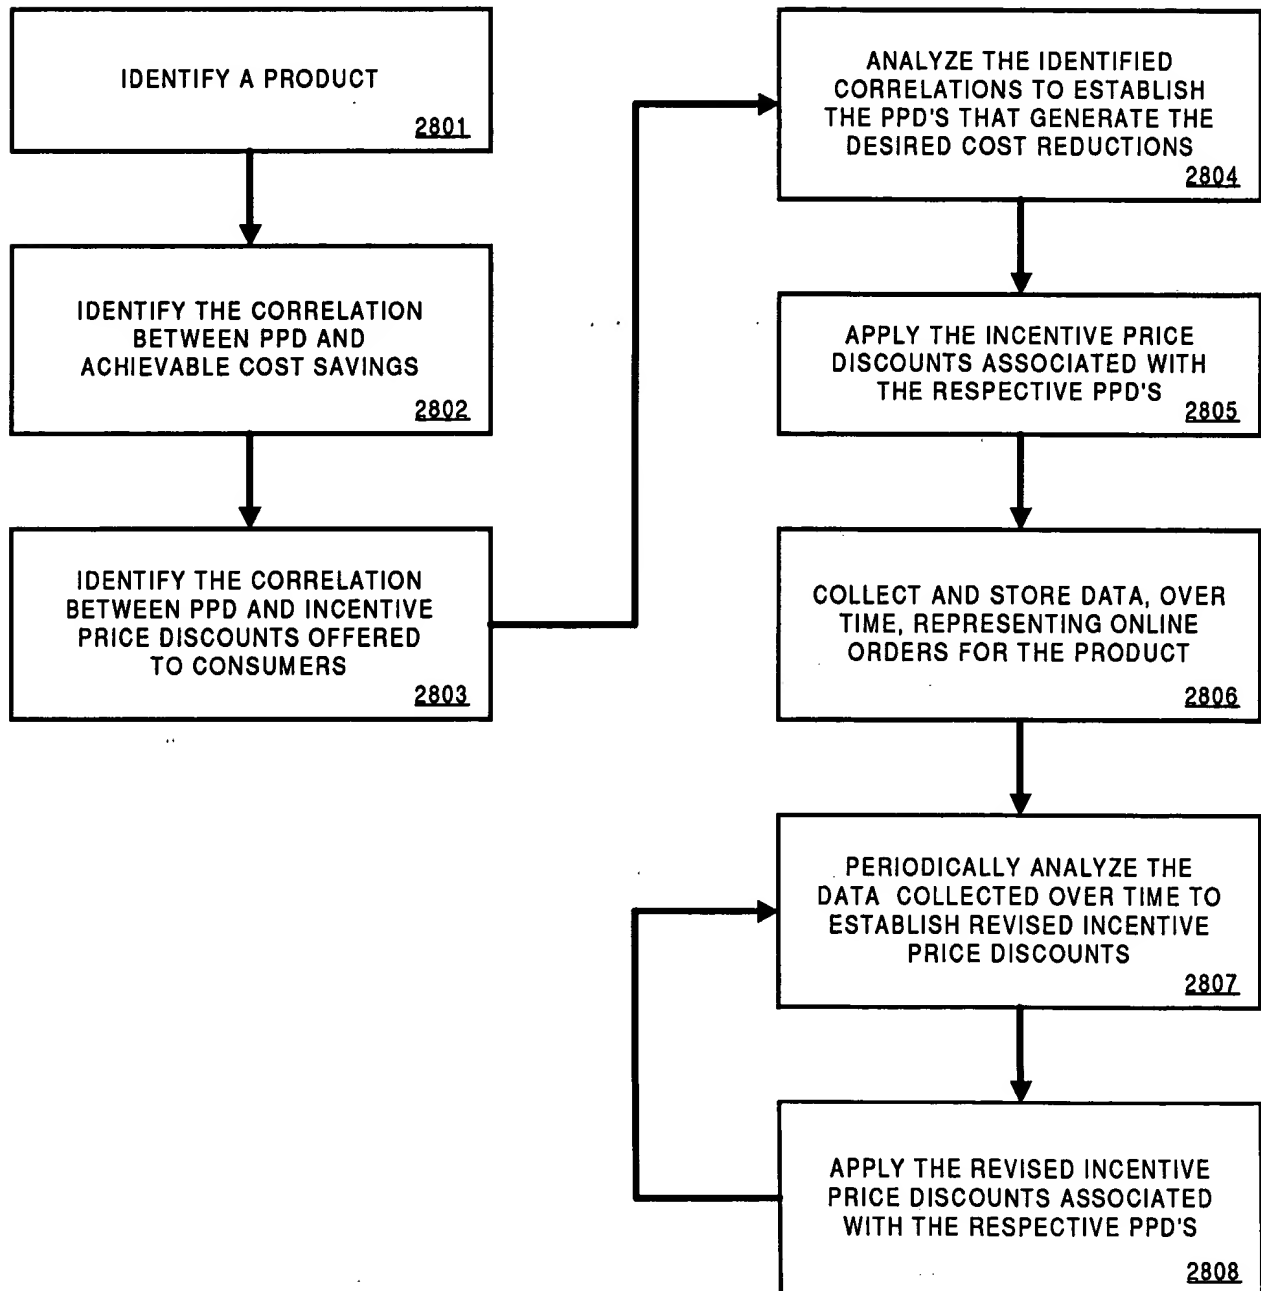 IDENTIFY A PRODUCT
2801
IDENTIFY THE CORRELATION
BETWEEN PPD AND
ACHIEVABLE COST SAVINGS
2802
IDENTIFY THE CORRELATION
BETWEEN PPD AND INCENTIVE
PRICE DISCOUNTS OFFERED
TO CONSUMERS
2803
ANALYZE THE IDENTIFIED
CORRELATIONS TO ESTABLISH
THE PPD'S THAT GENERATE THE
DESIRED COST REDUCTIONS
2804
APPLY THE INCENTIVE PRICE
DISCOUNTS ASSOCIATED WITH
THE RESPECTIVE PPD'S
2805
COLLECT AND STORE DATA, OVER
TIME, REPRESENTING ONLINE
ORDERS FOR THE PRODUCT
2806
PERIODICALLY ANALYZE THE
DATA COLLECTED OVER TIME TO
ESTABLISH REVISED INCENTIVE
PRICE DISCOUNTS
2807
APPLY THE REVISED INCENTIVE
PRICE DISCOUNTS ASSOCIATED
WITH THE RESPECTIVE PPD'S
2808